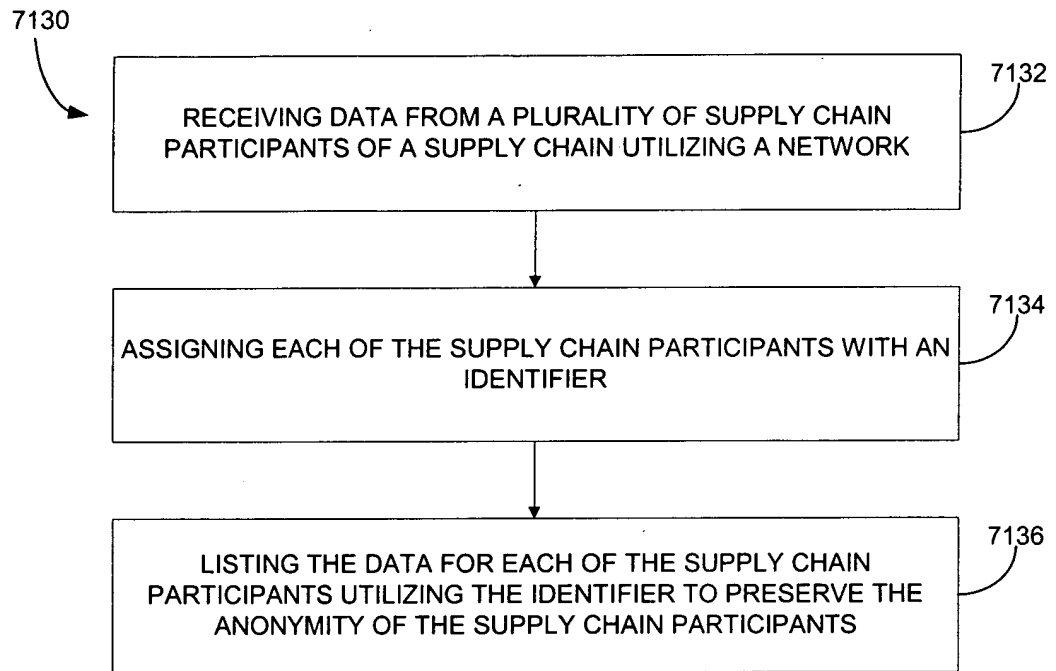 7130
7132
RECEIVING DATA FROM A PLURALITY OF SUPPLY CHAIN
PARTICIPANTS OF A SUPPLY CHAIN UTILIZING A NETWORK
7134
ASSIGNING EACH OF THE SUPPLY CHAIN PARTICIPANTS WITH AN
IDENTIFIER
7136
LISTING THE DATA FOR EACH OF THE SUPPLY CHAIN
PARTICIPANTS UTILIZING THE IDENTIFIER TO PRESERVE THE
ANONYMITY OF THE SUPPLY CHAIN PARTICIPANTS